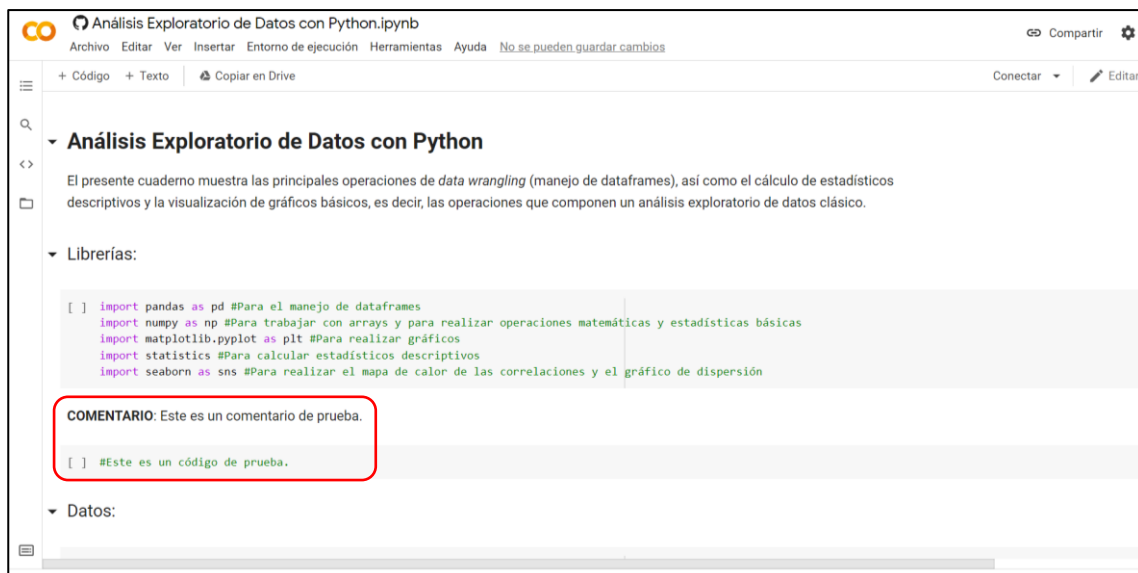 Análisis Exploratorio de Datos con Python.ipynb
Compartir
Archivo Editar Ver Insertar Entorno de ejecución Herramientas Ayuda No se pueden guardar cambios
+ Código + Texto Copiar en Drive Conectar Editar
Análisis Exploratorio de Datos con Python
El presente cuaderno muestra las principales operaciones de data wrangling (manejo de dataframes), así como el cálculo de estadísticos
descriptivos y la visualización de gráficos básicos, es decir, las operaciones que componen un análisis exploratorio de datos clásico.
Librerías:
[ ] import pandas as pd #Para el manejo de dataframes
import numpy as np #Para trabajar con arrays y para realizar operaciones matemáticas y estadísticas básicas
import matplotlib.pyplot as plt #Para realizar gráficos
import statistics #Para calcular estadísticos descriptivos
import seaborn as sns #Para realizar el mapa de calor de las correlaciones y el gráfico de dispersión
COMENTARIO: Este es un comentario de prueba.
[ ] #Este es un código de prueba.
Datos: